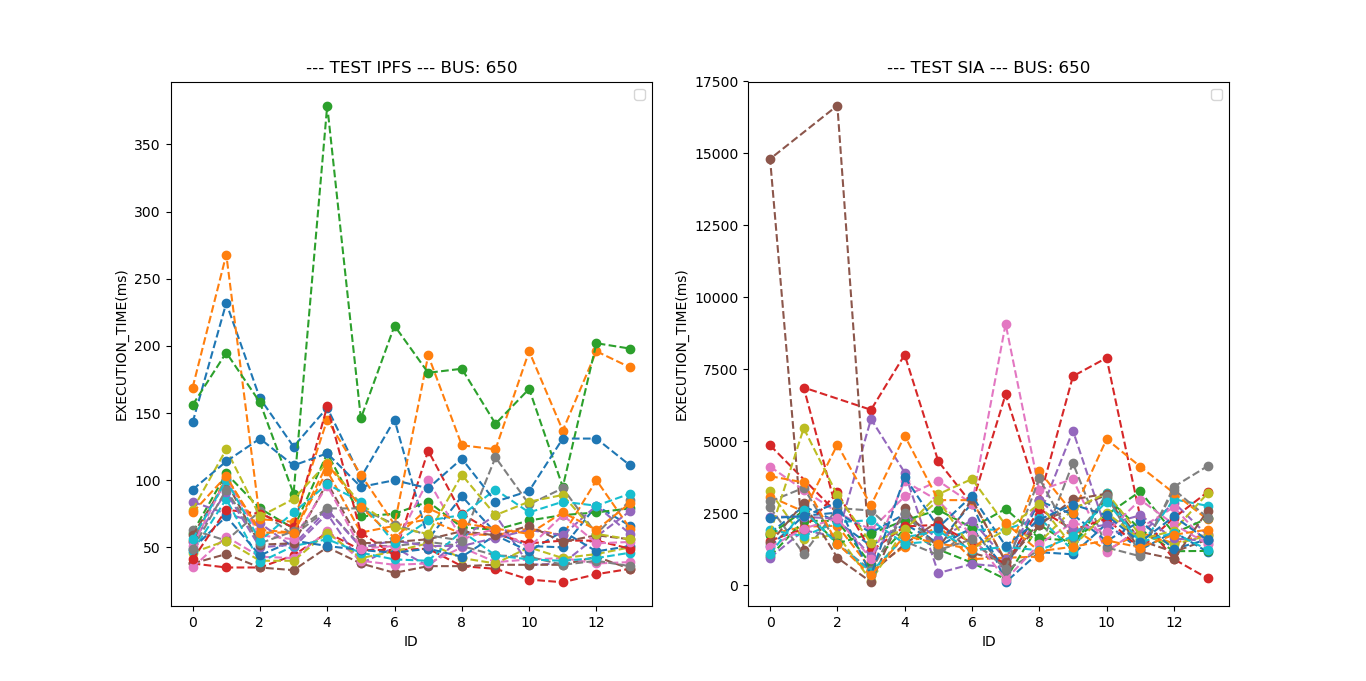 --- TEST IPFS --- BUS: 650
EXECUTION_TIME(ms)
350
300
250
200
150
100
50
0 2 4 6 8 10 12
ID
--- TEST SIA --- BUS: 650
EXECUTION_TIME(ms)
17500
15000
12500
10000
7500
5000
2500
0
0 2 4 6 8 10 12
ID